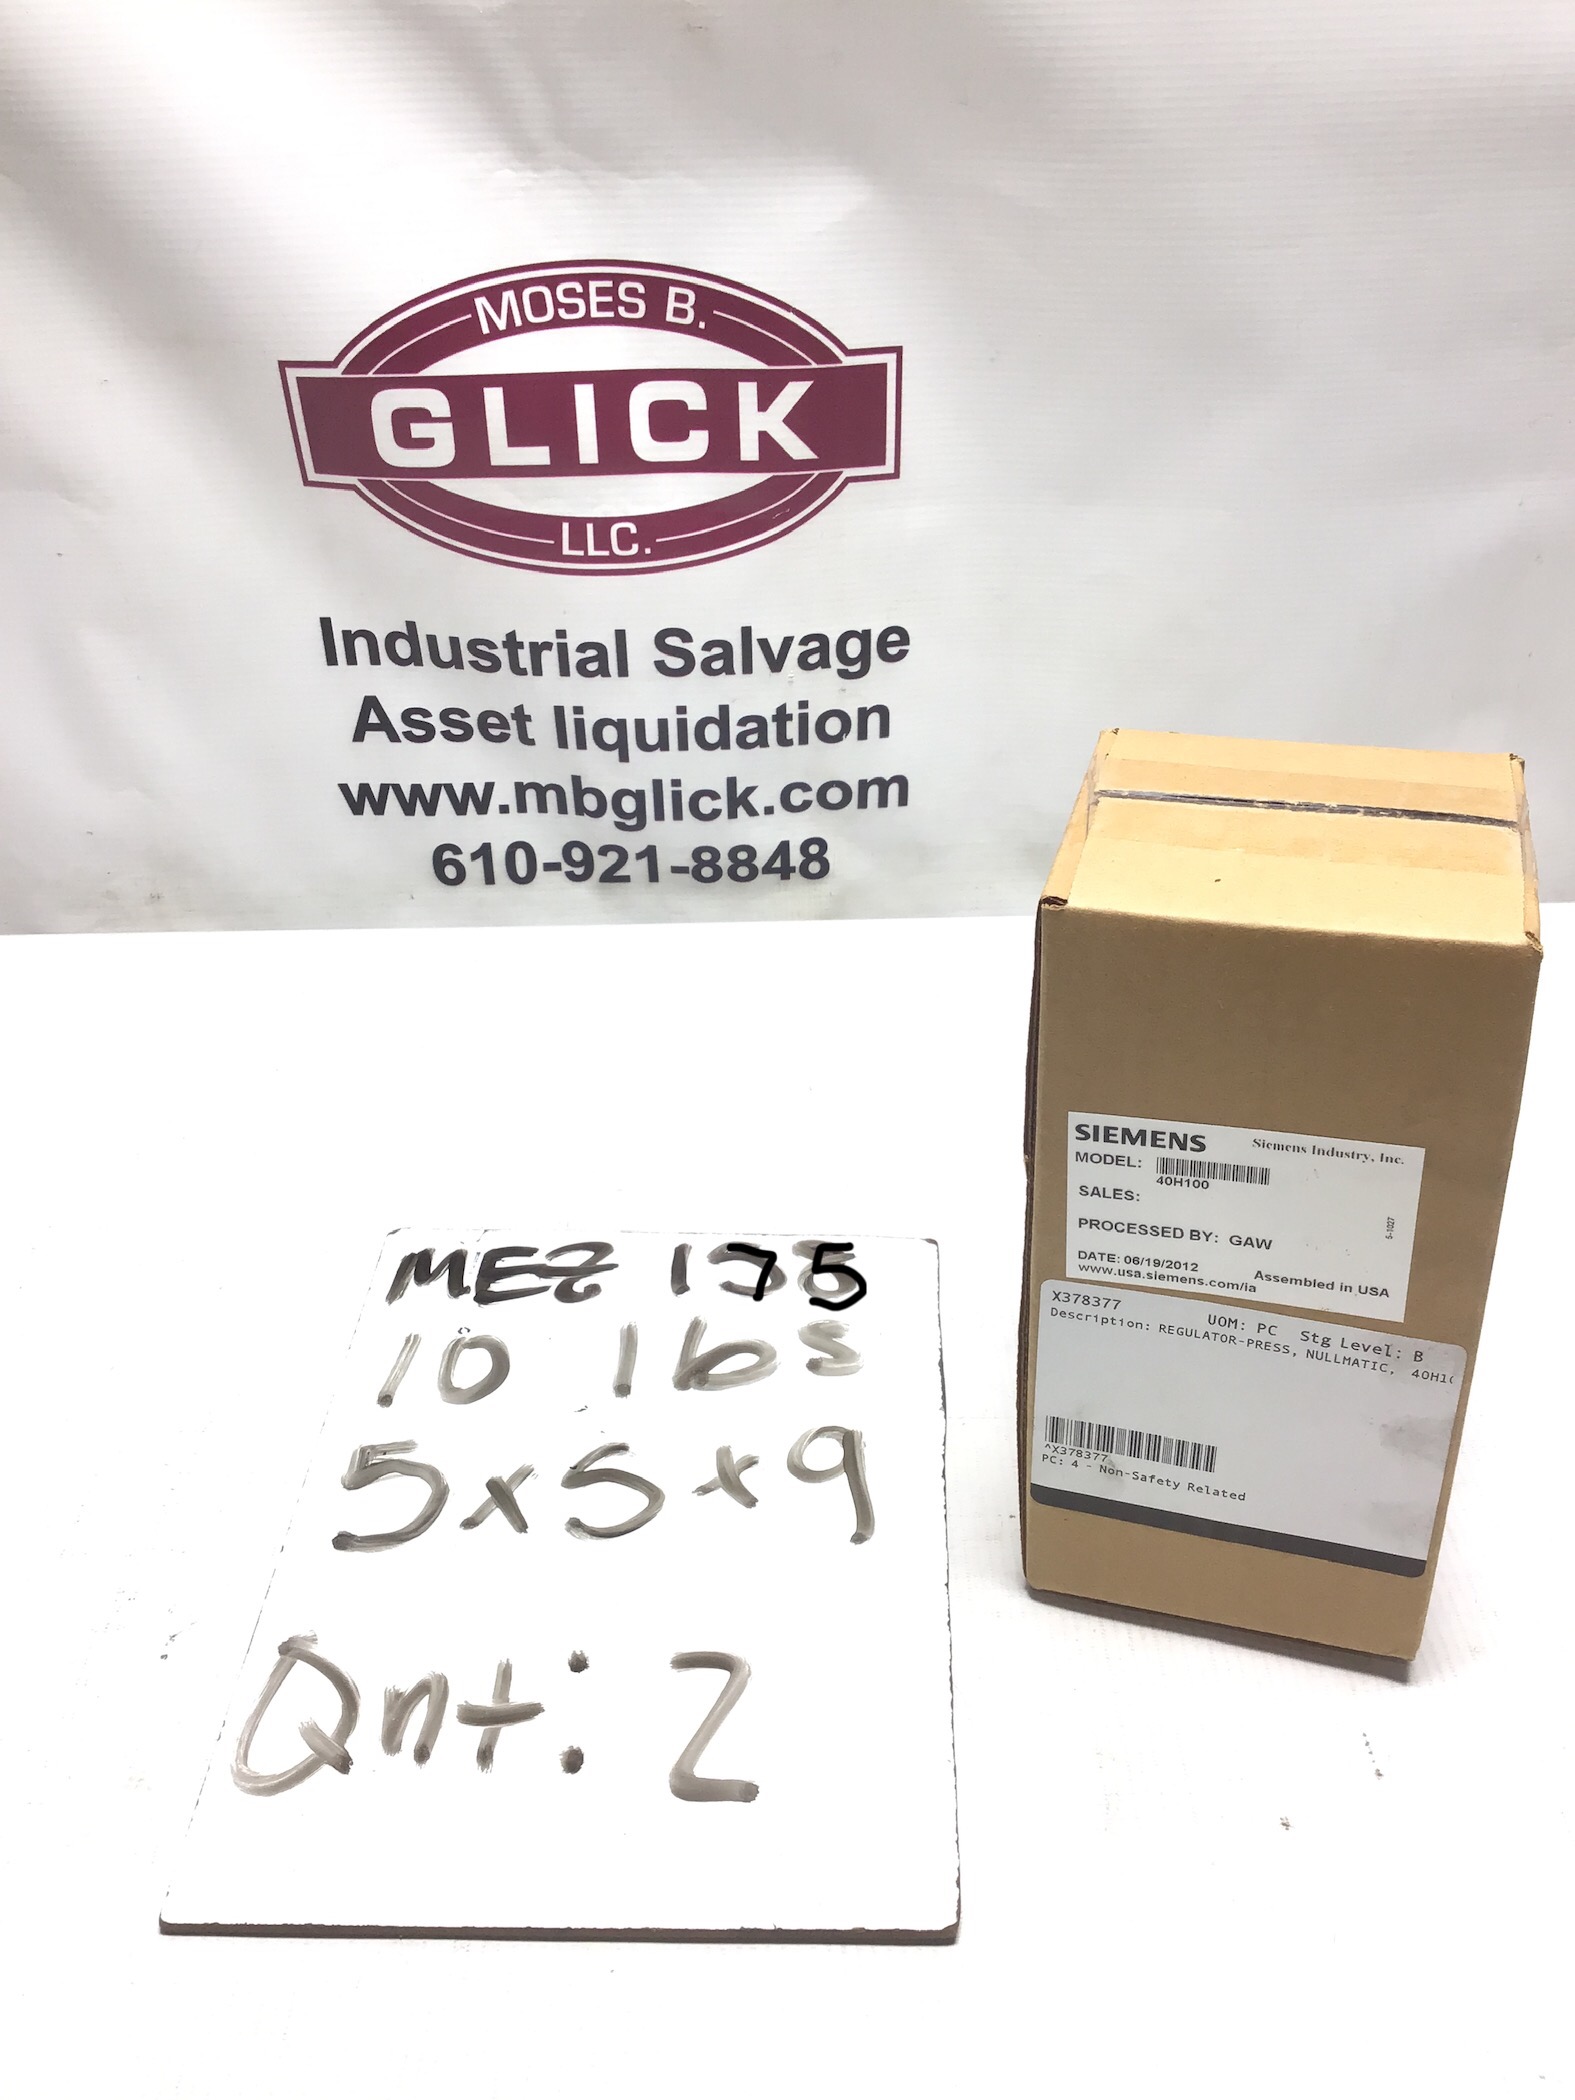 MOSES B.
GLICK
LLC.
Industrial Salvage
Asset liquidation
www.mbglick.com
610-921-8848
SIEMENS Siemens Industry, Inc.
MODEL:
40H100
SALES:
PROCESSED BY: GAW
5-1027
DATE: 06/19/2012 Assembled in USA
www.usa.siemens.com/ia
X378377 UOM: PC Stg Level: B
Description: REGULATOR-PRESS, NULLMATIC, 40H10
^X378377
PC: 4 - Non-Safety Related
MEZ 175
10 lbs
5x5x9
Qnt: 2